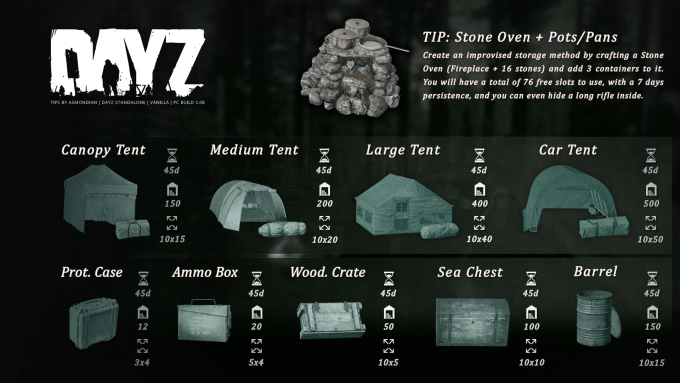 DAYZ
TIPS BY ASMONDIAN | DAYZ STANDALONE | VANILLA | PC BUILD 1.08
TIP: Stone Oven + Pots/Pans
Create an improvised storage method by crafting a Stone
Oven (Fireplace + 16 stones) and add 3 containers to it.
You will have a total of 76 free slots to use, with a 7 days
persistence, and you can even hide a long rifle inside.
Canopy Tent
45d
150
10x15
Medium Tent
45d
200
10x20
Large Tent
45d
400
10x40
Car Tent
45d
500
10x50
Prot. Case
45d
12
3x4
Ammo Box
45d
20
5x4
Wood. Crate
45d
50
10x5
Sea Chest
45d
100
10x10
Barrel
45d
150
10x15